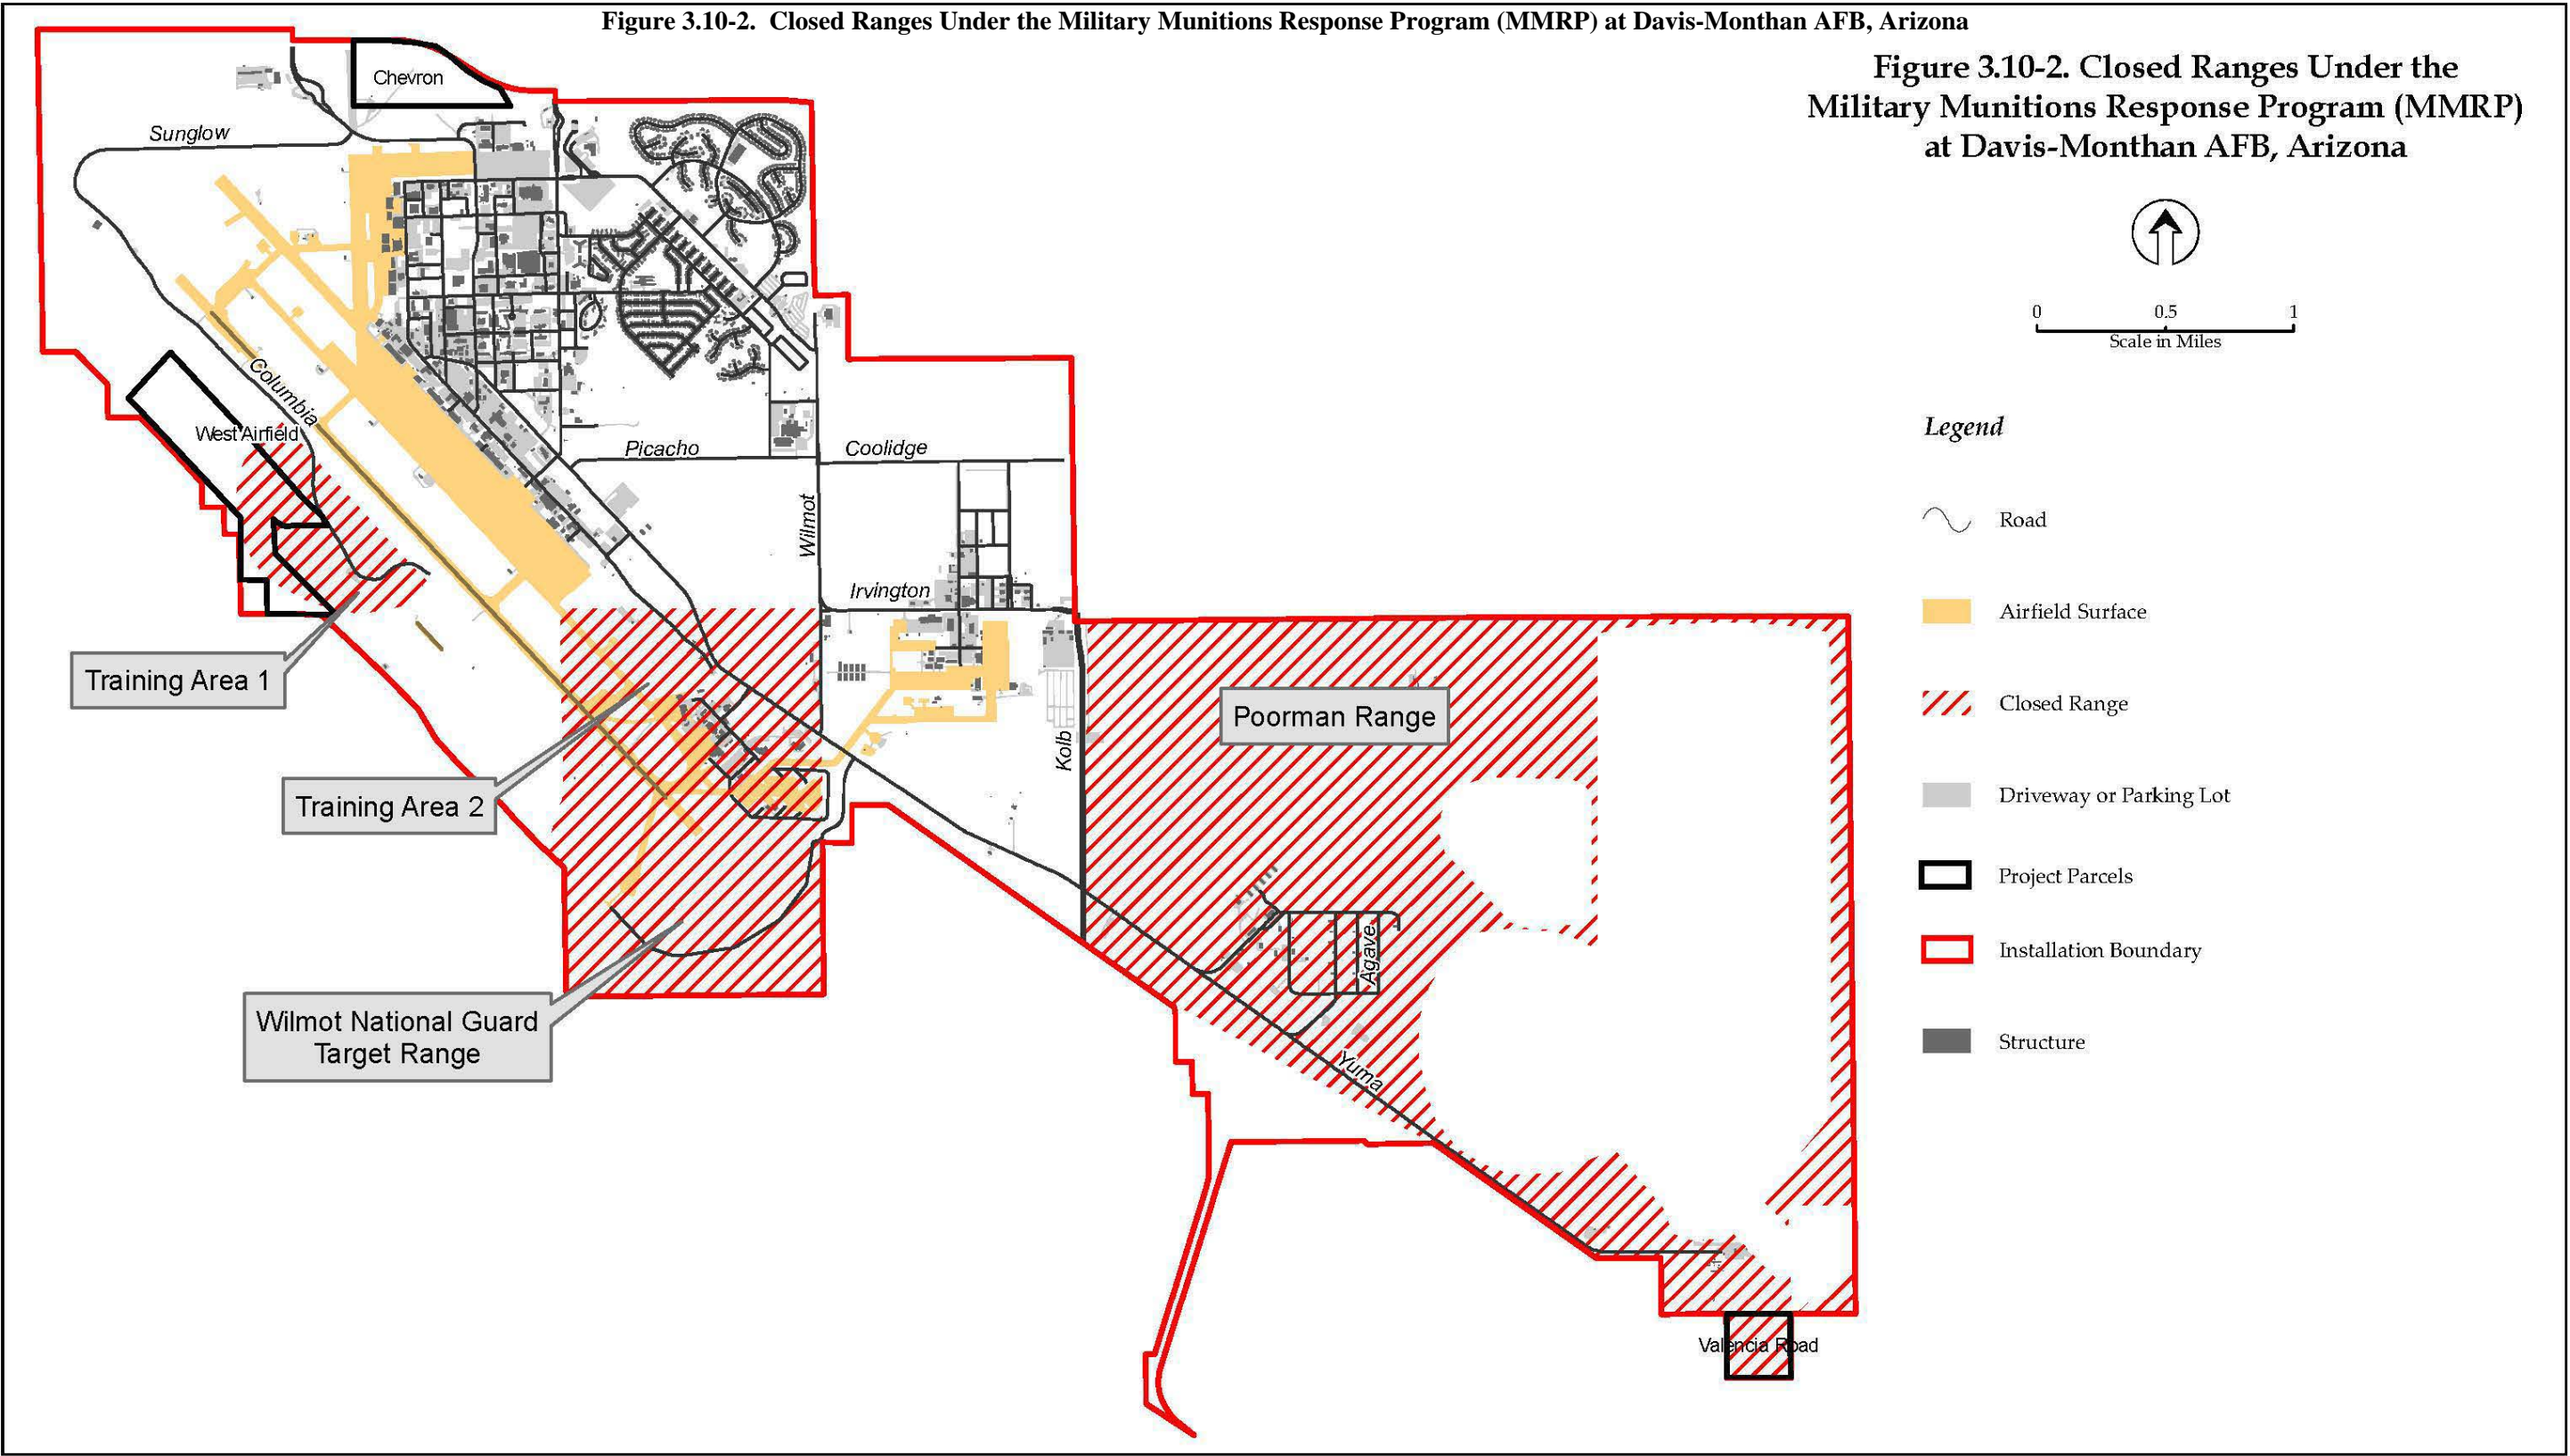 Figure 3.10-2. Closed Ranges Under the Military Munitions Response Program (MMRP) at Davis-Monthan AFB, Arizona
Figure 3.10-2. Closed Ranges Under the
Military Munitions Response Program (MMRP)
at Davis-Monthan AFB, Arizona
0 0.5 1
Scale in Miles
Legend
Road
Airfield Surface
Closed Range
Driveway or Parking Lot
Project Parcels
Installation Boundary
Structure
Chevron
Sunglow
Columbia
West Airfield
Picacho
Coolidge
Wilmot
Irvington
Training Area 1
Poorman Range
Kolb
Training Area 2
Agave
Wilmot National Guard
Target Range
Yuma
Valencia Road